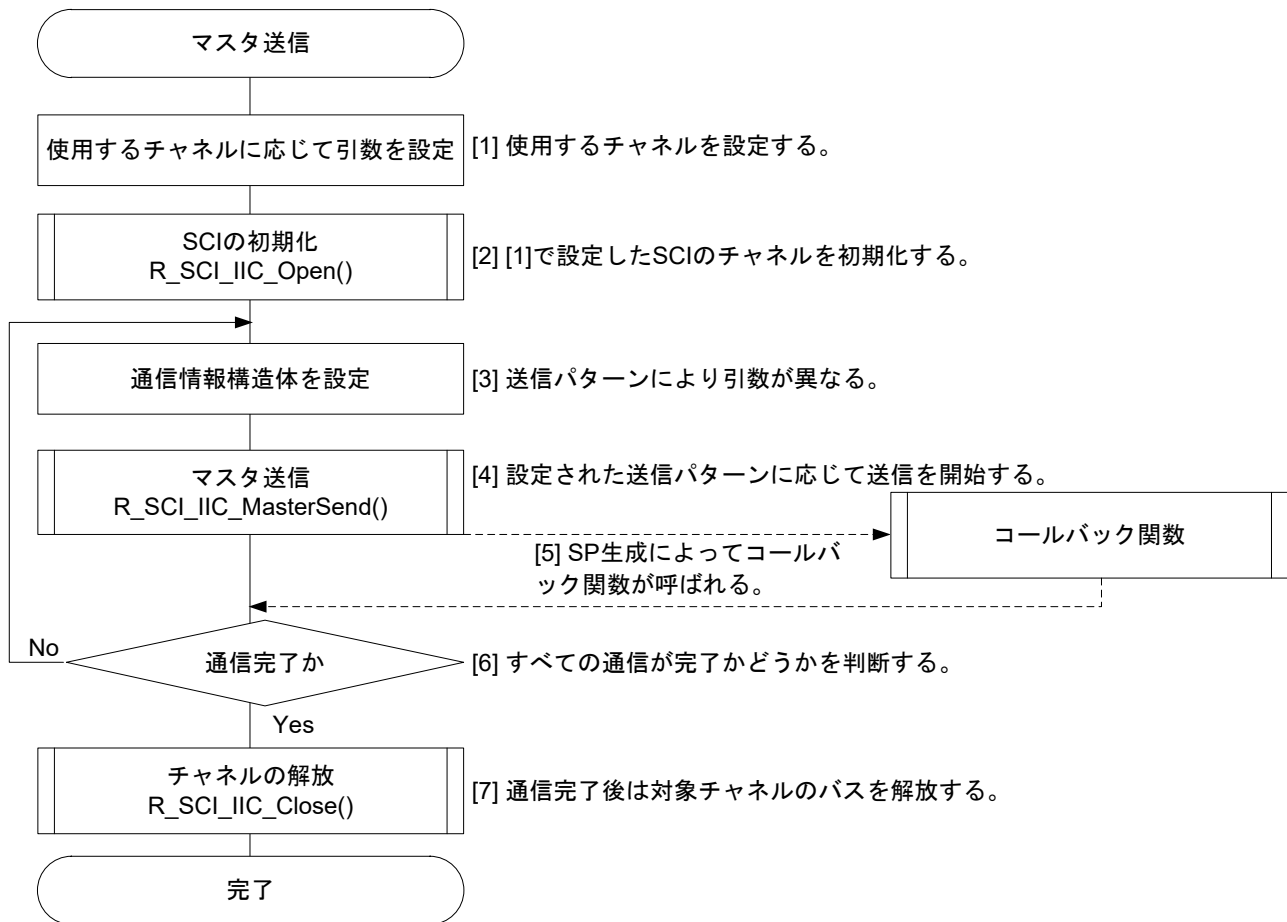 マスタ送信
使用するチャネルに応じて引数を設定
[1] 使用するチャネルを設定する。
SCIの初期化
R_SCI_IIC_Open()
[2] [1]で設定したSCIのチャネルを初期化する。
通信情報構造体を設定
[3] 送信パターンにより引数が異なる。
マスタ送信
R_SCI_IIC_MasterSend()
[4] 設定された送信パターンに応じて送信を開始する。
コールバック関数
[5] SP生成によってコールバ
ック関数が呼ばれる。
No
通信完了か
[6] すべての通信が完了かどうかを判断する。
Yes
チャネルの解放
R_SCI_IIC_Close()
[7] 通信完了後は対象チャネルのバスを解放する。
完了